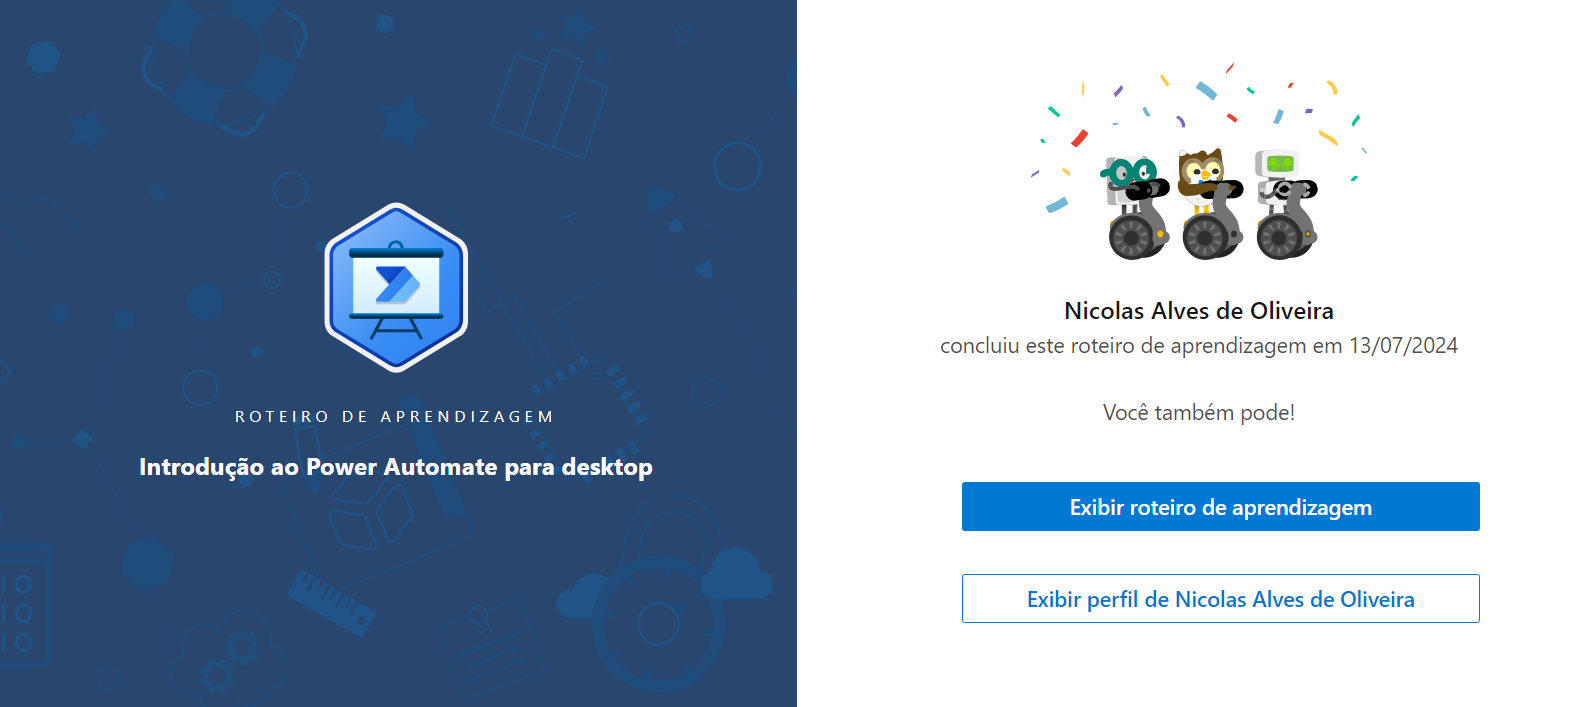 ROTEIRO DE APRENDIZAGEM
Introdução ao Power Automate para desktop
Nicolas Alves de Oliveira
concluiu este roteiro de aprendizagem em 13/07/2024
Você também pode!
Exibir roteiro de aprendizagem
Exibir perfil de Nicolas Alves de Oliveira